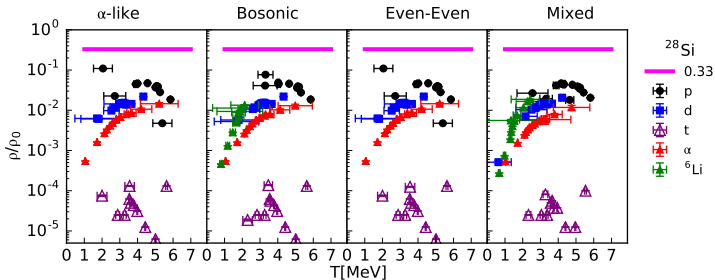 α-like Bosonic Even-Even Mixed
10⁰
10⁻¹
10⁻²
10⁻³
10⁻⁴
10⁻⁵
ρ/ρ₀
0 1 2 3 4 5 6 7 0 1 2 3 4 5 6 7 0 1 2 3 4 5 6 7 0 1 2 3 4 5 6 7
T[MeV]
²⁸Si
0.33
p
d
t
α
⁶Li